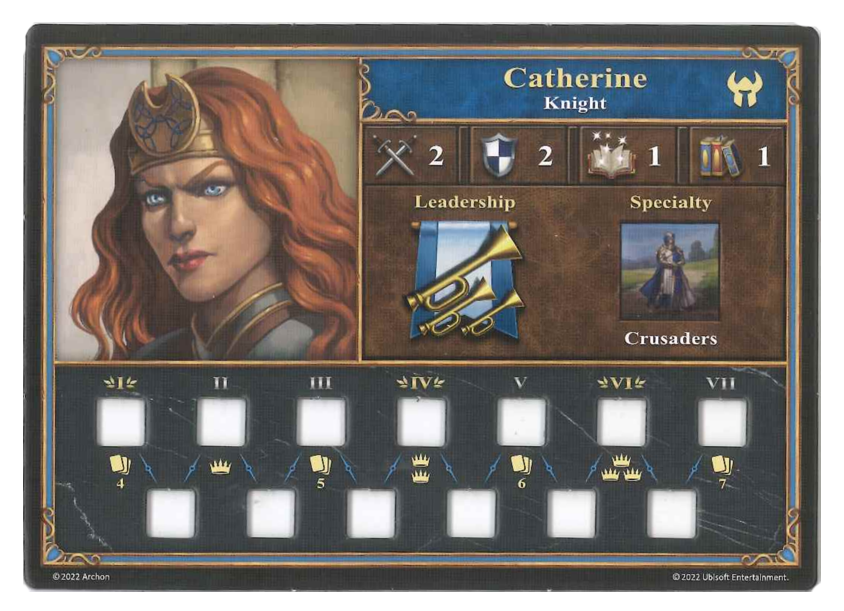 Catherine
Knight
2 2 1 1
Leadership Specialty
Crusaders
I II III IV V VI VII
4 5 6 7
© 2022 Archon © 2022 Ubisoft Entertainment.